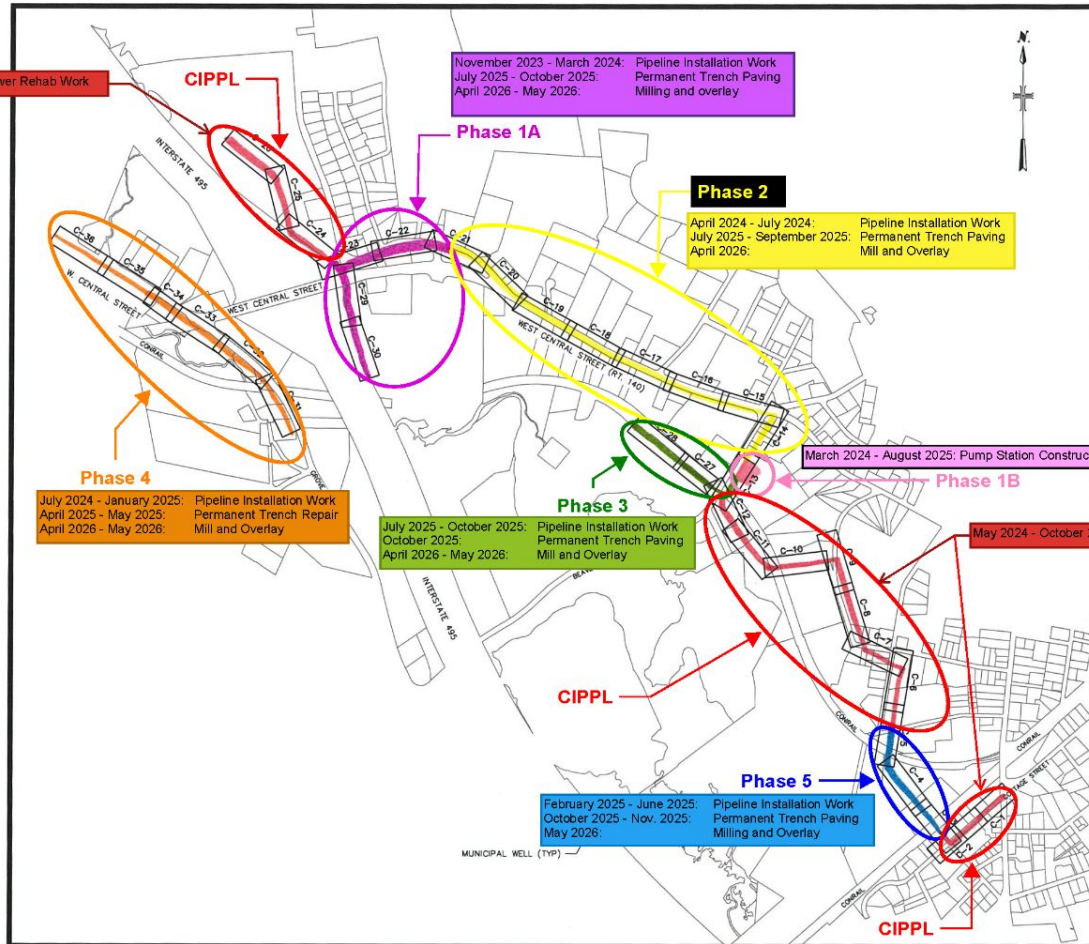 November 2023 - March 2024: Pipeline Installation Work
July 2025 - October 2025: Permanent Trench Paving
April 2026 - May 2026: Milling and overlay
N
Rehab Work
CIPPL
Phase 1A
INTERSTATE 495
C-25
C-24
C-23
C-22
C-21
C-29
C-30
WEST CENTRAL STREET
Phase 2
April 2024 - July 2024: Pipeline Installation Work
July 2025 - September 2025: Permanent Trench Paving
April 2026: Mill and Overlay
C-20
C-19
C-18
C-17
C-16
C-15
C-14
WEST CENTRAL STREET (RT. 140)
C-36
C-35
C-34
C-33
C-32
C-31
W. CENTRAL STREET
CONRAIL
Phase 4
July 2024 - January 2025: Pipeline Installation Work
April 2025 - May 2025: Permanent Trench Repair
April 2026 - May 2026: Mill and Overlay
C-28
C-27
C-13
March 2024 - August 2025: Pump Station
Phase 1B
Phase 3
July 2025 - October 2025: Pipeline Installation Work
October 2025: Permanent Trench Paving
April 2026 - May 2026: Mill and Overlay
INTERSTATE 495
C-12
C-11
C-10
C-9
C-8
C-7
C-6
May 2024 - October
CIPPL
CONRAIL
C-5
C-4
CONRAIL
Phase 5
February 2025 - June 2025: Pipeline Installation Work
October 2025 - Nov. 2025: Permanent Trench Paving
May 2026: Milling and Overlay
COTTAGE STREET
C-1
C-2
MUNICIPAL WELL (TYP)
CONRAIL
CIPPL